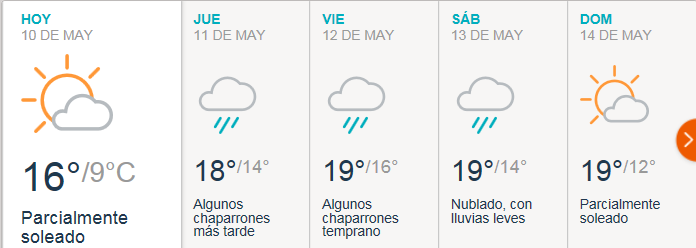 HOY
10 DE MAY
16°/9°C
Parcialmente
soleado
JUE
11 DE MAY
18°/14°
Algunos
chaparrones
más tarde
VIE
12 DE MAY
19°/16°
Algunos
chaparrones
temprano
SÁB
13 DE MAY
19°/14°
Nublado, con
lluvias leves
DOM
14 DE MAY
19°/12°
Parcialmente
soleado